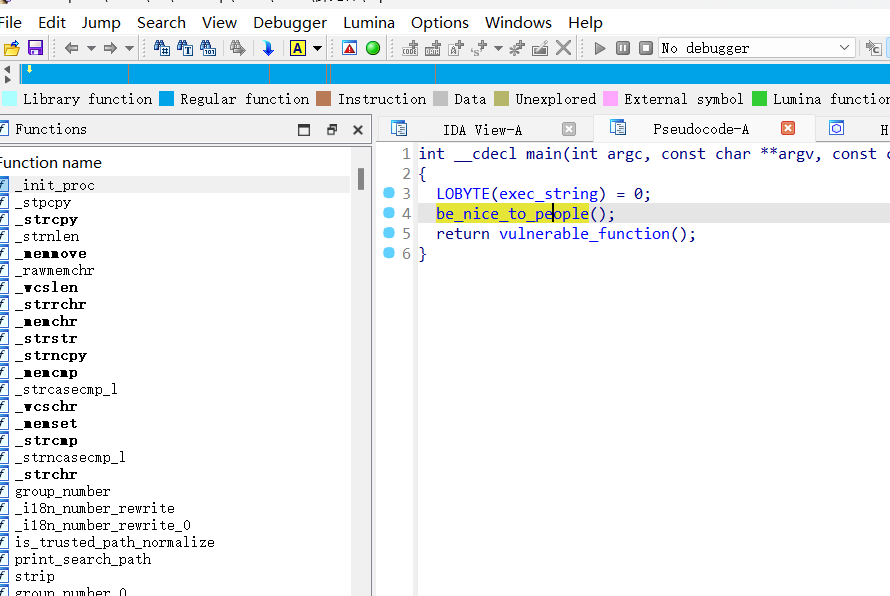 File Edit Jump Search View Debugger Lumina Options Windows Help
No debugger
Library function Regular function Instruction Data Unexplored External symbol Lumina function
Functions
IDA View-A Pseudocode-A H
Function name
_init_proc
_stpcpy
_strcpy
_strnlen
_memmove
_rawmemchr
_wcslen
_strrchr
_memchr
_strstr
_strncpy
_memcmp
_strcasecmp_l
_wcschr
_memset
_strcmp
_strncasecmp_l
_strchr
group_number
_i18n_number_rewrite
_i18n_number_rewrite_0
is_trusted_path_normalize
print_search_path
strip
group_number_0
1 int __cdecl main(int argc, const char **argv, const c
2 {
3 LOBYTE(exec_string) = 0;
4 be_nice_to_people();
5 return vulnerable_function();
6 }